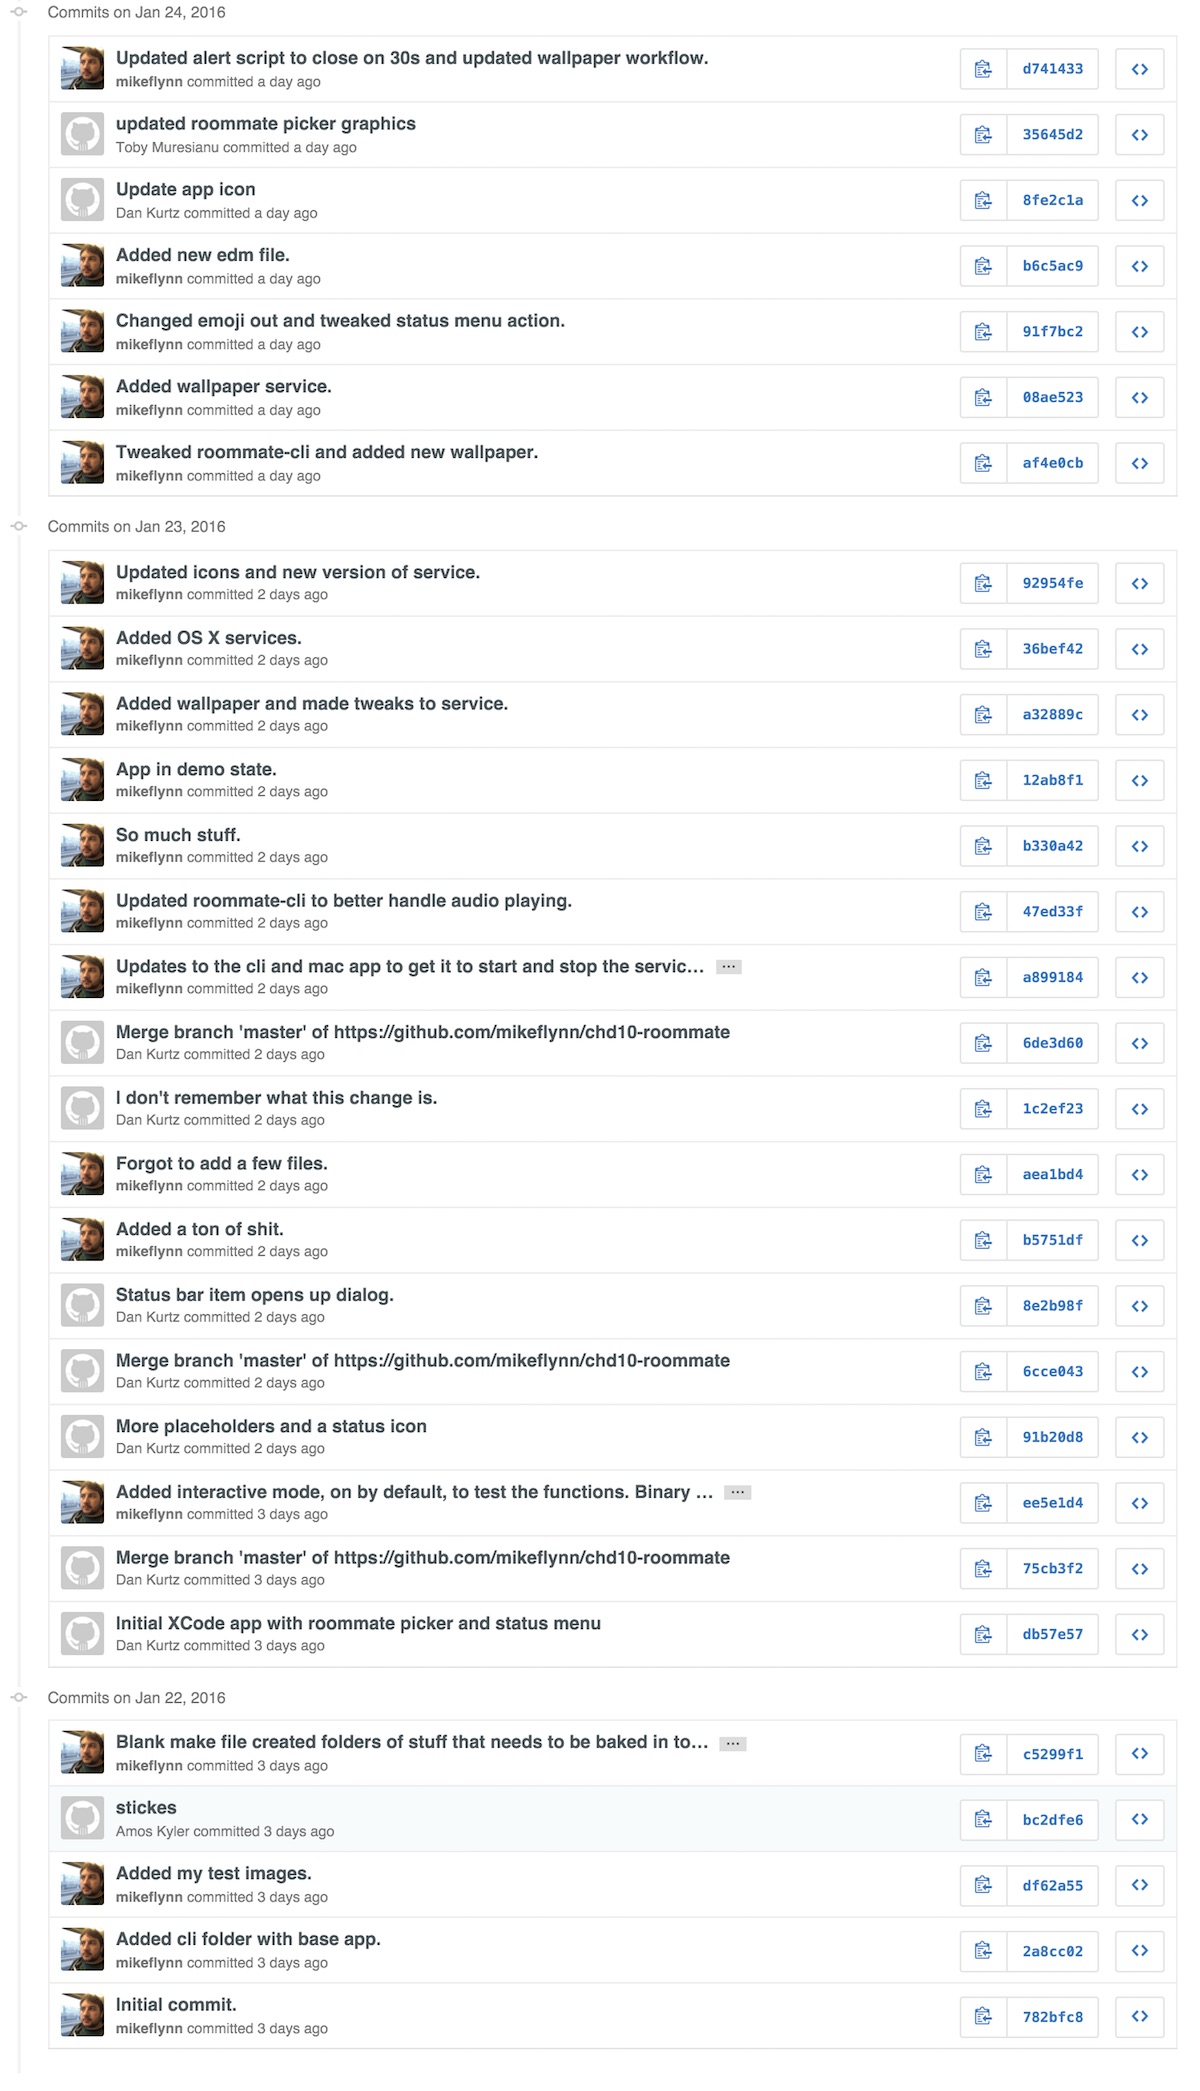 Commits on Jan 24, 2016
Updated alert script to close on 30s and updated wallpaper workflow.
d741433
mikeflynn committed a day ago
updated roommate picker graphics
35645d2
Toby Muresianu committed a day ago
Update app icon
8fe2c1a
Dan Kurtz committed a day ago
Added new edm file.
b6c5ac9
mikeflynn committed a day ago
Changed emoji out and tweaked status menu action.
91f7bc2
mikeflynn committed a day ago
Added wallpaper service.
08ae523
mikeflynn committed a day ago
Tweaked roommate-cli and added new wallpaper.
af4e0cb
mikeflynn committed a day ago
Commits on Jan 23, 2016
Updated icons and new version of service.
92954fe
mikeflynn committed 2 days ago
Added OS X services.
36bef42
mikeflynn committed 2 days ago
Added wallpaper and made tweaks to service.
a32889c
mikeflynn committed 2 days ago
App in demo state.
12ab8f1
mikeflynn committed 2 days ago
So much stuff.
b330a42
mikeflynn committed 2 days ago
Updated roommate-cli to better handle audio playing.
47ed33f
mikeflynn committed 2 days ago
Updates to the cli and mac app to get it to start and stop the servic… …
a899184
mikeflynn committed 2 days ago
Merge branch 'master' of https://github.com/mikeflynn/chd10-roommate
6de3d60
Dan Kurtz committed 2 days ago
I don't remember what this change is.
1c2ef23
Dan Kurtz committed 2 days ago
Forgot to add a few files.
aea1bd4
mikeflynn committed 2 days ago
Added a ton of shit.
b5751df
mikeflynn committed 2 days ago
Status bar item opens up dialog.
8e2b98f
Dan Kurtz committed 2 days ago
Merge branch 'master' of https://github.com/mikeflynn/chd10-roommate
6cce043
Dan Kurtz committed 2 days ago
More placeholders and a status icon
91b20d8
Dan Kurtz committed 2 days ago
Added interactive mode, on by default, to test the functions. Binary … …
ee5e1d4
mikeflynn committed 3 days ago
Merge branch 'master' of https://github.com/mikeflynn/chd10-roommate
75cb3f2
Dan Kurtz committed 3 days ago
Initial XCode app with roommate picker and status menu
db57e57
Dan Kurtz committed 3 days ago
Commits on Jan 22, 2016
Blank make file created folders of stuff that needs to be baked in to… …
c5299f1
mikeflynn committed 3 days ago
stickes
bc2dfe6
Amos Kyler committed 3 days ago
Added my test images.
df62a55
mikeflynn committed 3 days ago
Added cli folder with base app.
2a8cc02
mikeflynn committed 3 days ago
Initial commit.
782bfc8
mikeflynn committed 3 days ago